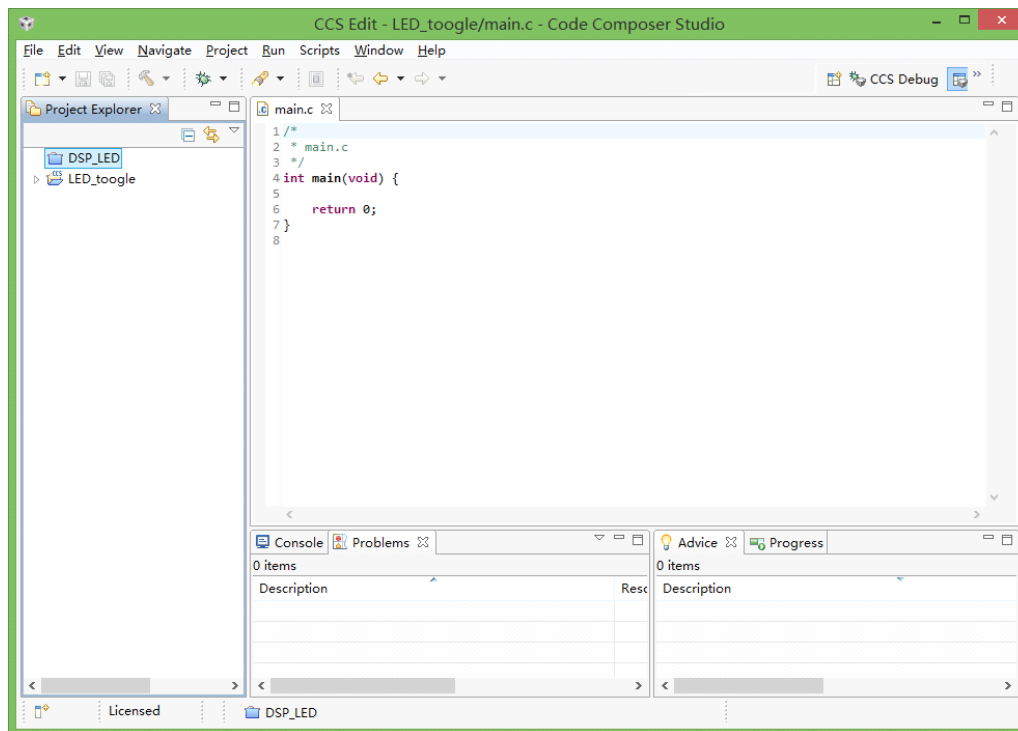 CCS Edit - LED_toogle/main.c - Code Composer Studio
File Edit View Navigate Project Run Scripts Window Help
CCS Debug
Project Explorer
main.c
DSP_LED
LED_toogle
1 /*
2  * main.c
3  */
4 int main(void) {
5
6     return 0;
7 }
8
Console Problems
Advice Progress
0 items
0 items
Description Reso
Description
Licensed
DSP_LED